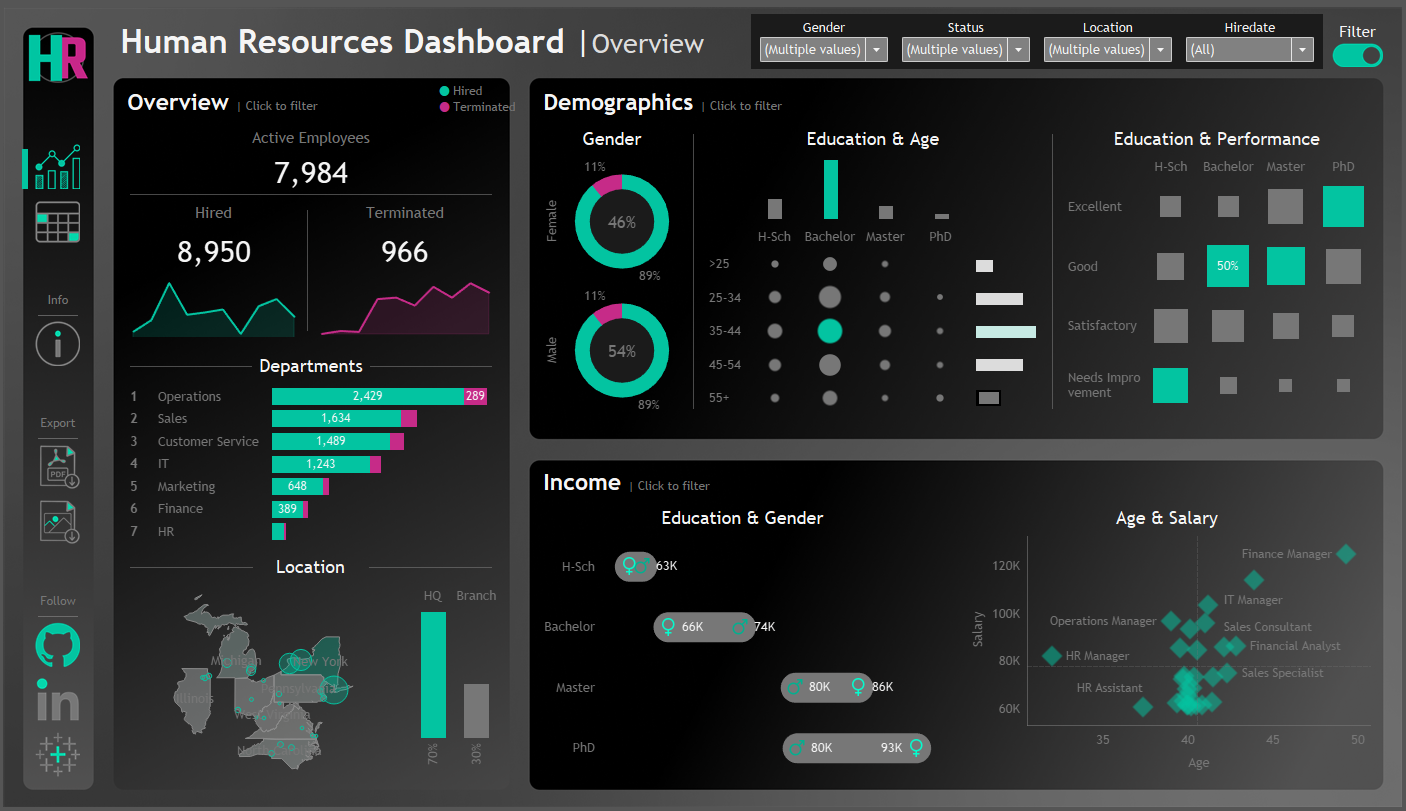 HR
Human Resources Dashboard | Overview
Gender
(Multiple values)
Status
(Multiple values)
Location
(Multiple values)
Hiredate
(All)
Filter
Info
Export
PDF
Follow
in
Overview | Click to filter
Hired
Terminated
Active Employees
7,984
Hired
8,950
Terminated
966
Departments
1 Operations 2,429 289
2 Sales 1,634
3 Customer Service 1,489
4 IT 1,243
5 Marketing 648
6 Finance 389
7 HR
Location
Michigan
New York
Illinois
Pennsylvania
West Virginia
North Carolina
HQ Branch
70% 30%
Demographics | Click to filter
Gender
Female
11%
46%
89%
Male
11%
54%
89%
Education & Age
H-Sch Bachelor Master PhD
>25
25-34
35-44
45-54
55+
Education & Performance
H-Sch Bachelor Master PhD
Excellent
Good 50%
Satisfactory
Needs Impro
vement
Income | Click to filter
Education & Gender
H-Sch 63K
Bachelor 66K 74K
Master 80K 86K
PhD 80K 93K
Age & Salary
Salary
120K
100K
80K
60K
Finance Manager
IT Manager
Operations Manager
Sales Consultant
Financial Analyst
HR Manager
Sales Specialist
HR Assistant
35 40 45 50
Age